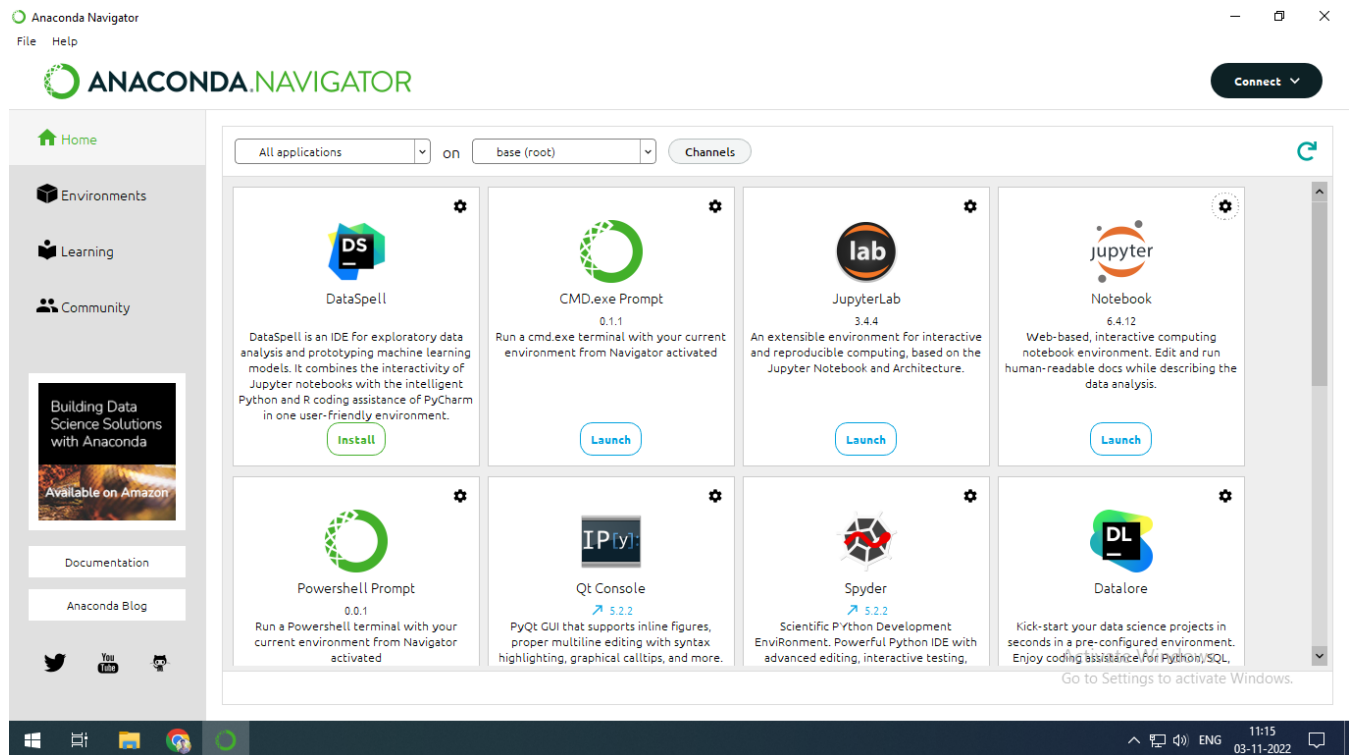 Anaconda Navigator
File Help
ANACONDA.NAVIGATOR
Connect
Home
Environments
Learning
Community
Building Data
Science Solutions
with Anaconda
Available on Amazon
Documentation
Anaconda Blog
You
Tube
All applications on base (root) Channels
DS
DataSpell
DataSpell is an IDE for exploratory data
analysis and prototyping machine learning
models. It combines the interactivity of
Jupyter notebooks with the intelligent
Python and R coding assistance of PyCharm
in one user-friendly environment.
Install
CMD.exe Prompt
0.1.1
Run a cmd.exe terminal with your current
environment from Navigator activated
Launch
lab
JupyterLab
3.4.4
An extensible environment for interactive
and reproducible computing, based on the
Jupyter Notebook and Architecture.
Launch
jupyter
Notebook
6.4.12
Web-based, interactive computing
notebook environment. Edit and run
human-readable docs while describing the
data analysis.
Launch
Powershell Prompt
0.0.1
Run a Powershell terminal with your
current environment from Navigator
activated
IP[y]:
Qt Console
5.2.2
PyQt GUI that supports inline figures,
proper multiline editing with syntax
highlighting, graphical calltips, and more.
Spyder
5.2.2
Scientific PYthon Development
EnviRonment. Powerful Python IDE with
advanced editing, interactive testing,
DL
Datalore
Kick-start your data science projects in
seconds in a pre-configured environment.
Enjoy coding assistance for Python, SQL,
Activate Windows
Go to Settings to activate Windows.
ENG
11:15
03-11-2022